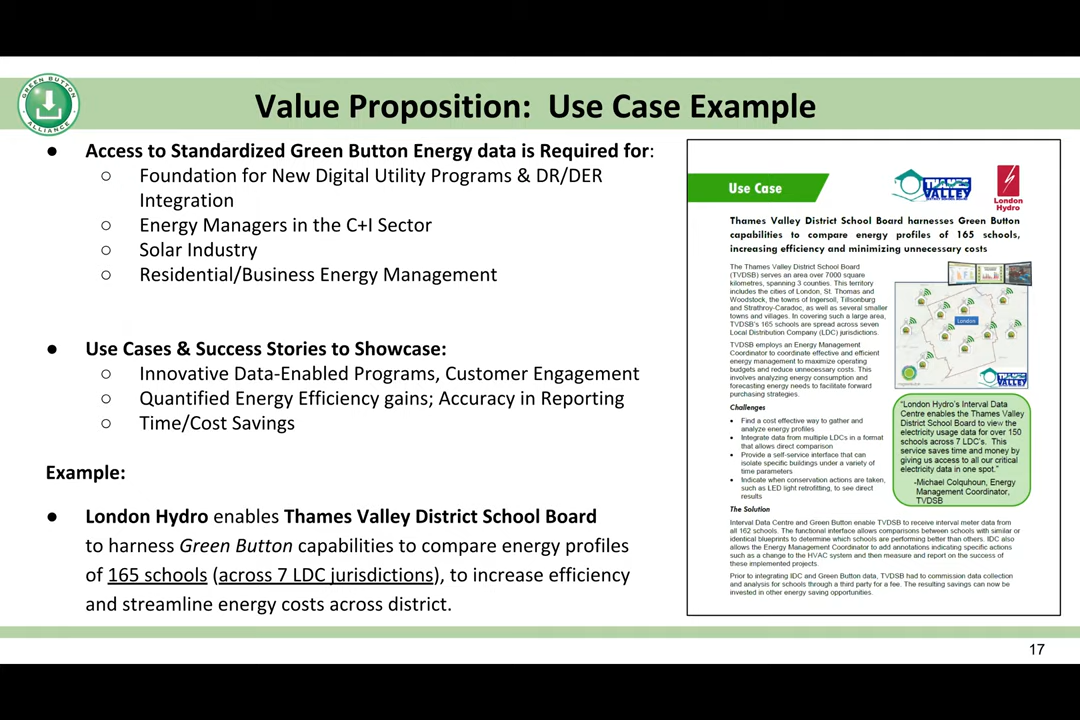 GREEN BUTTON
ALLIANCE
Value Proposition:  Use Case Example
● Access to Standardized Green Button Energy data is Required for:
○ Foundation for New Digital Utility Programs & DR/DER
Integration
○ Energy Managers in the C+I Sector
○ Solar Industry
○ Residential/Business Energy Management
● Use Cases & Success Stories to Showcase:
○ Innovative Data-Enabled Programs, Customer Engagement
○ Quantified Energy Efficiency gains; Accuracy in Reporting
○ Time/Cost Savings
Example:
● London Hydro enables Thames Valley District School Board
to harness Green Button capabilities to compare energy profiles
of 165 schools (across 7 LDC jurisdictions), to increase efficiency
and streamline energy costs across district.
Use Case
THAMES
VALLEY
London
Hydro
Thames Valley District School Board harnesses Green Button
capabilities to compare energy profiles of 165 schools,
increasing efficiency and minimizing unnecessary costs
The Thames Valley District School Board
(TVDSB) serves an area over 7000 square
kilometres, spanning 3 counties. This territory
includes the cities of London, St. Thomas and
Woodstock, the towns of Ingersoll, Tillsonburg
and Strathroy-Caradoc, as well as several smaller
towns and villages. In covering such a large area,
TVDSB's 165 schools are spread across seven
Local Distribution Company (LDC) jurisdictions.
TVDSB employs an Energy Management
Coordinator to coordinate effective and efficient
energy management to maximize operating
budgets and reduce unnecessary costs. This
involves analyzing energy consumption and
forecasting energy needs to facilitate forward
purchasing strategies.
London
THAMES
VALLEY
Challenges
• Find a cost effective way to gather and
analyze energy profiles
• Integrate data from multiple LDCs in a format
that allows direct comparison
• Provide a self-service interface that can
isolate specific buildings under a variety of
time parameters
• Indicate when conservation actions are taken,
such as LED light retrofitting, to see direct
results
"London Hydro's Interval Data
Centre enables the Thames Valley
District School Board to view the
electricity usage data for over 150
schools across 7 LDC's. This
service saves time and money by
giving us access to all our critical
electricity data in one spot."
-Michael Colquhoun, Energy
Management Coordinator,
TVDSB
The Solution
Interval Data Centre and Green Button enable TVDSB to receive interval meter data from
all 162 schools. The functional interface allows comparisons between schools with similar or
identical blueprints to determine which schools are performing better than others. IDC also
allows the Energy Management Coordinator to add annotations indicating specific actions
such as a change to the HVAC system and then measure and report on the success of
these implemented projects.
Prior to integrating IDC and Green Button data, TVDSB had to commission data collection
and analysis for schools through a third party for a fee. The resulting savings can now be
invested in other energy saving opportunities.
17